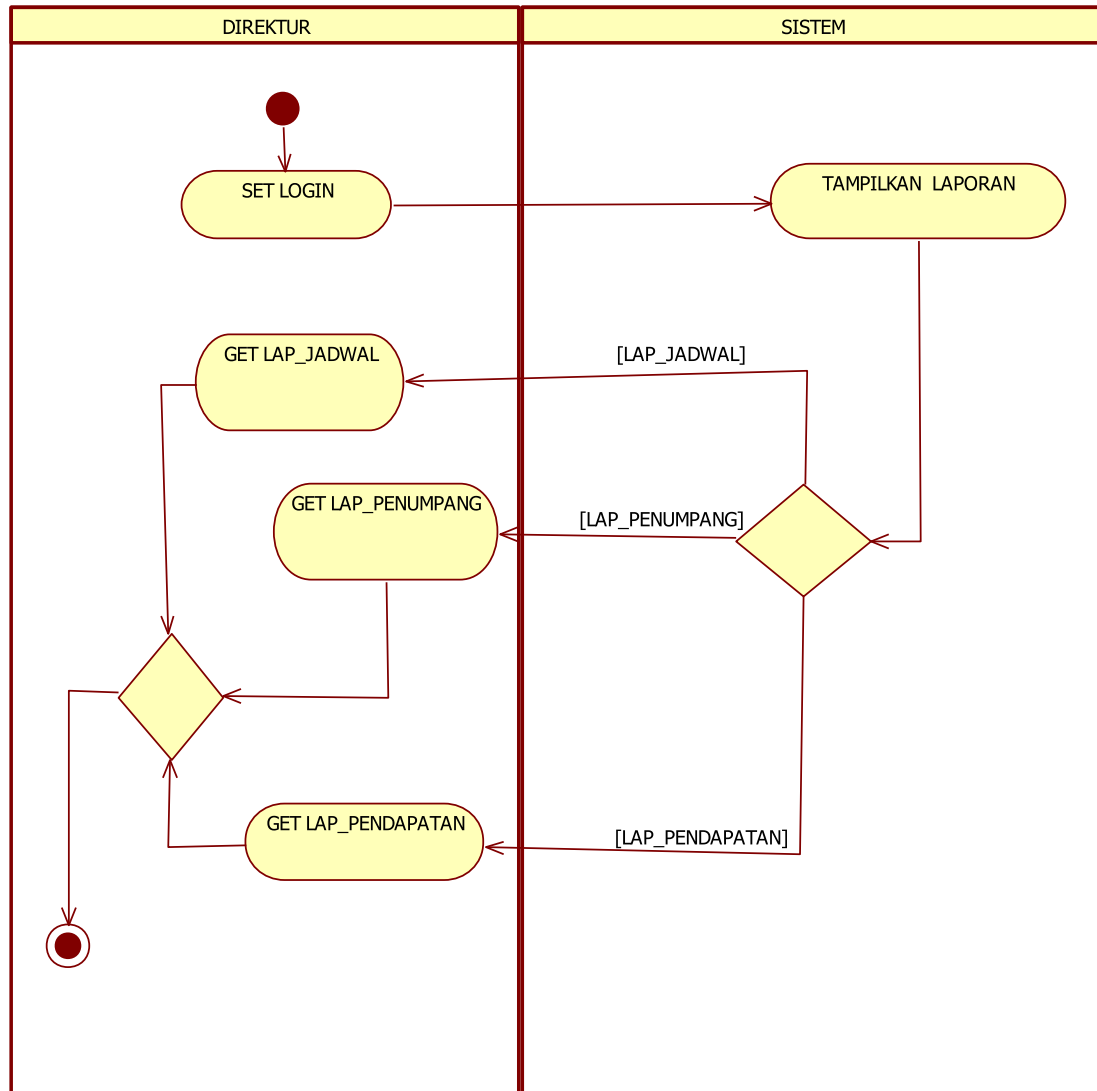 DIREKTUR
SISTEM
SET LOGIN
TAMPILKAN LAPORAN
GET LAP_JADWAL
[LAP_JADWAL]
GET LAP_PENUMPANG
[LAP_PENUMPANG]
GET LAP_PENDAPATAN
[LAP_PENDAPATAN]